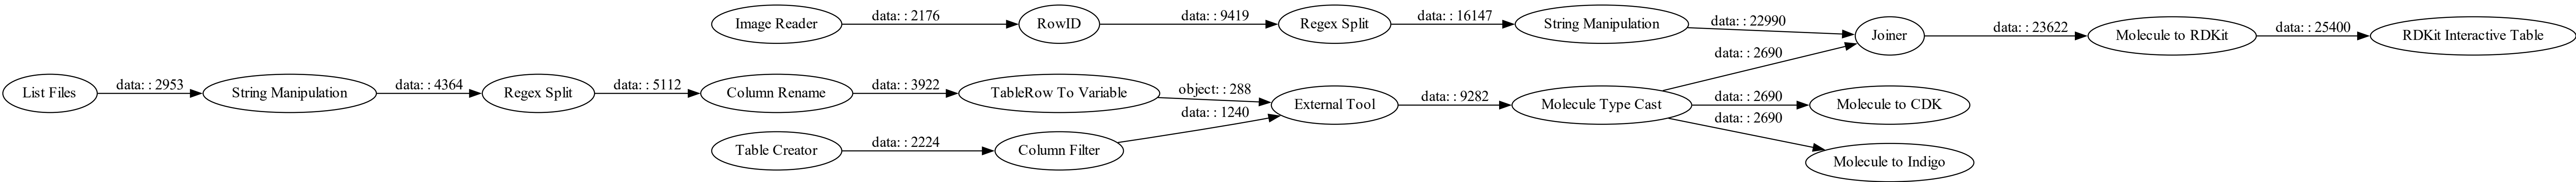 Image Reader
data: : 2176
RowID
data: : 9419
Regex Split
data: : 16147
String Manipulation
data: : 22990
Joiner
data: : 23622
Molecule to RDKit
data: : 25400
RDKit Interactive Table
data: : 2690
List Files
data: : 2953
String Manipulation
data: : 4364
Regex Split
data: : 5112
Column Rename
data: : 3922
TableRow To Variable
object: : 288
External Tool
data: : 9282
Molecule Type Cast
data: : 2690
Molecule to CDK
data: : 1240
data: : 2690
Table Creator
data: : 2224
Column Filter
Molecule to Indigo